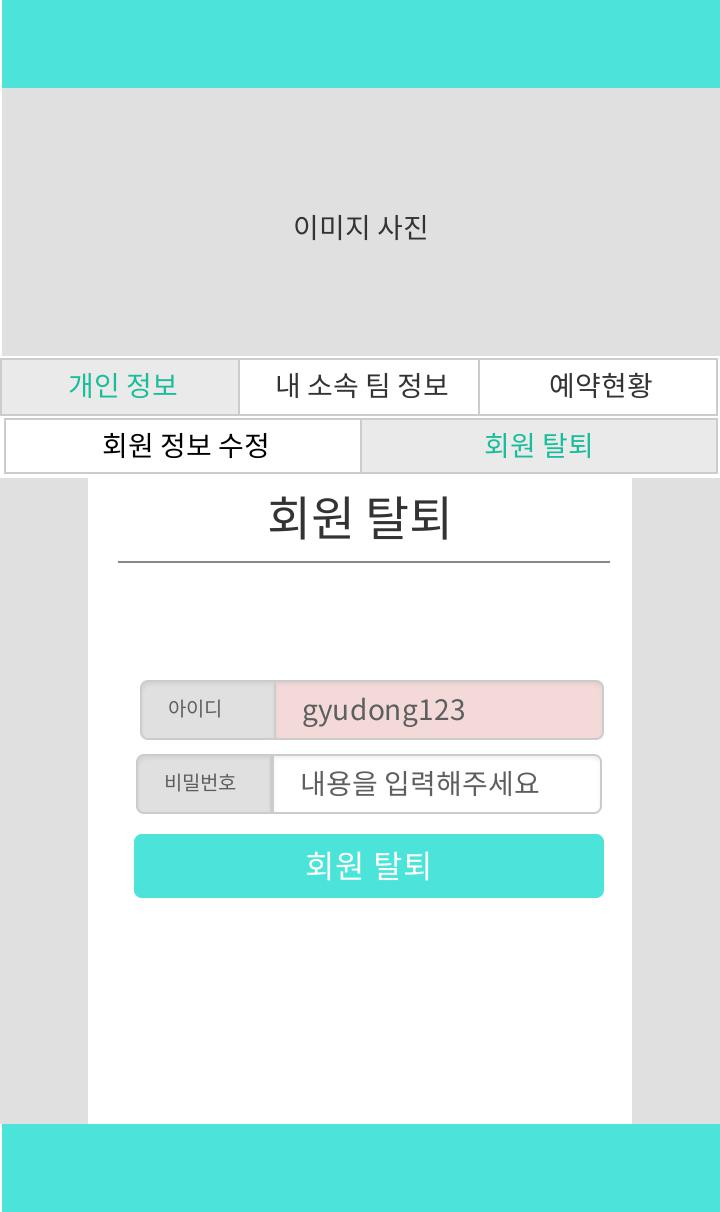 이미지 사진
개인 정보 내 소속 팀 정보 예약현황
회원 정보 수정 회원 탈퇴
회원 탈퇴
아이디 gyudong123
비밀번호 내용을 입력해주세요
회원 탈퇴